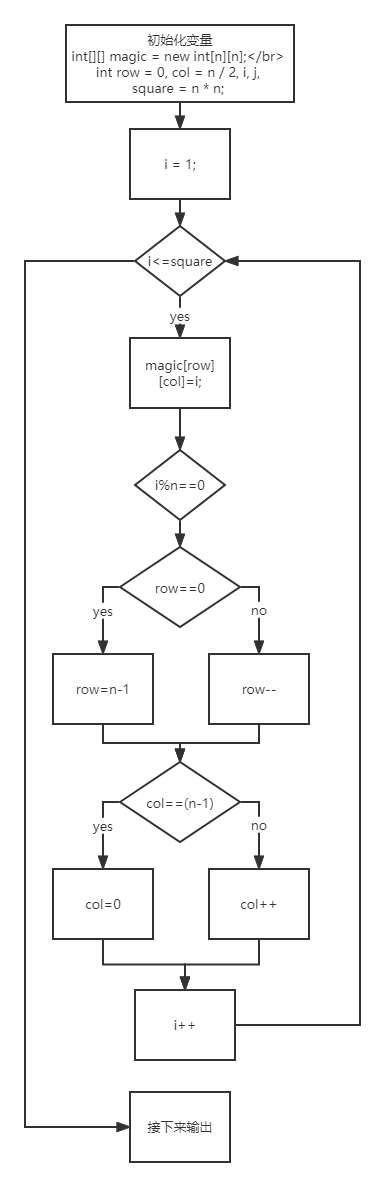 初始化变量
int[][] magic = new int[n][n];</br>
int row = 0, col = n / 2, i, j,
square = n * n;
i = 1;
i<=square
yes
magic[row]
[col]=i;
i%n==0
row==0
yes
no
row=n-1
row--
col==(n-1)
yes
no
col=0
col++
i++
接下来输出